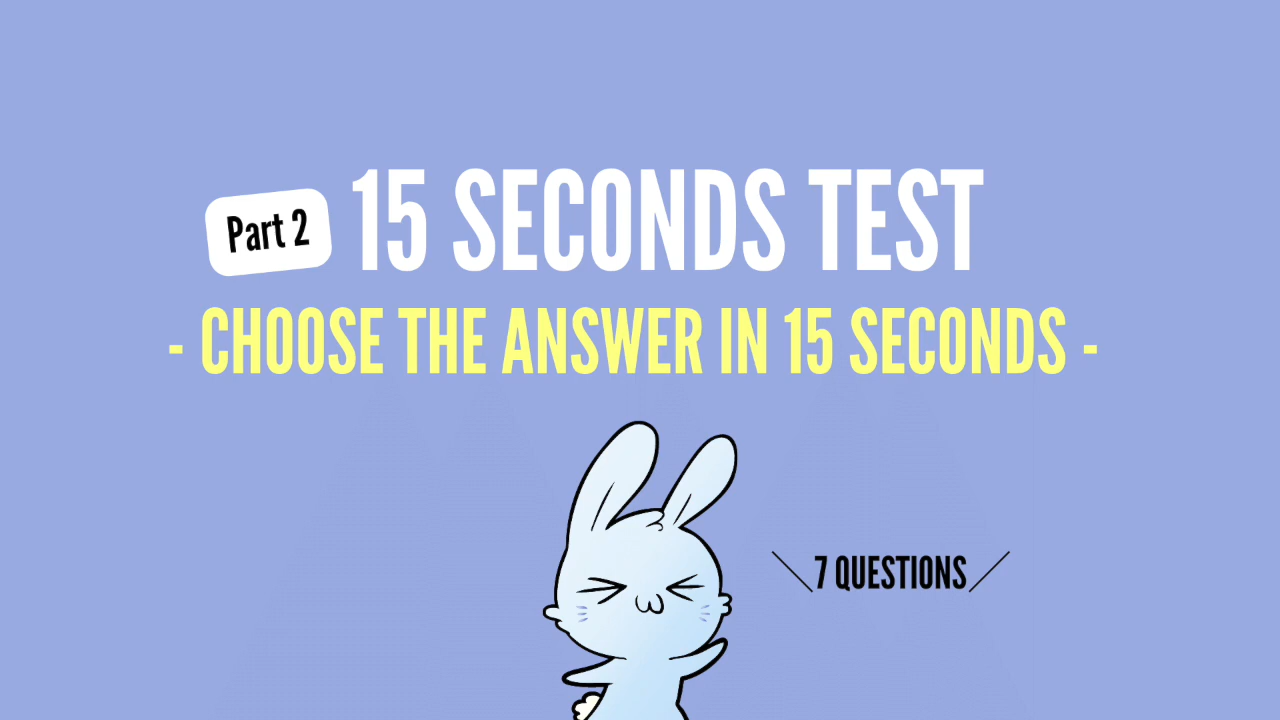 Part 2
15 SECONDS TEST
- CHOOSE THE ANSWER IN 15 SECONDS -
7 QUESTIONS